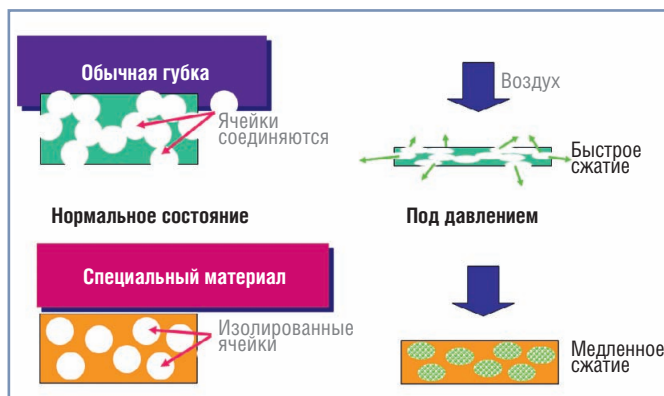 Обычная губка
Воздух
Ячейки
соединяются
Быстрое
сжатие
Нормальное состояние
Под давлением
Специальный материал
Изолированные
ячейки
Медленное
сжатие